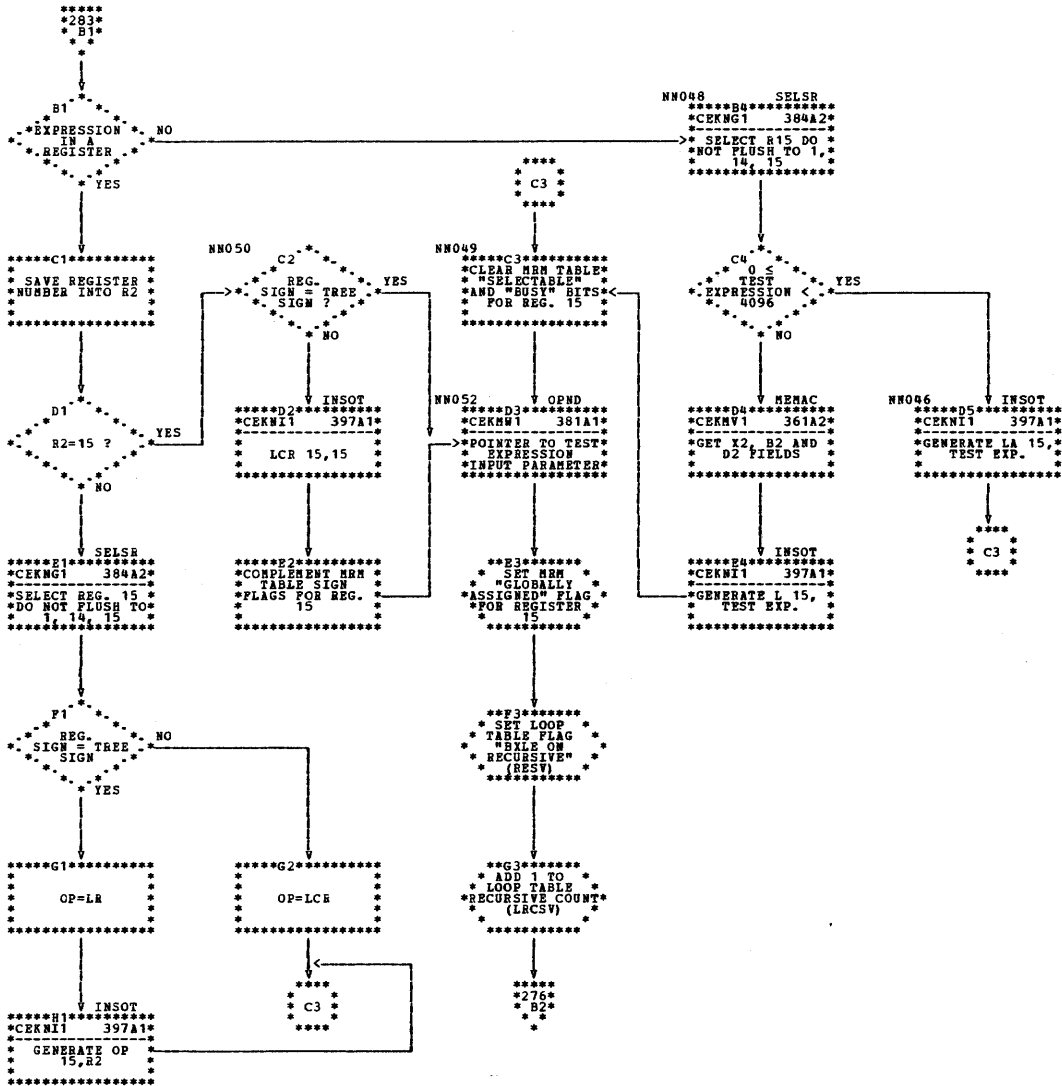 *283*
B1*
B1
*EXPRESSION*
IN A
REGISTER
NO
YES
NN048 SELSR
B4
*CEKNG1 384A2*
SELECT R15 DO
*NOT FLUSH TO 1,*
14, 15
C3
C1
SAVE REGISTER
*NUMBER INTO R2
NN050
C2
REG.
SIGN = TREE
SIGN ?
YES
NO
NN049
C3
*CLEAR MRM TABLE
"SELECTABLE"
*AND "BUSY" BITS
FOR REG. 15
C4
0 ≤
TEST
EXPRESSION <
4096
YES
NO
D1
R2=15 ?
YES
NO
INSOT
D2
*CEKNI1 397A1*
LCR 15,15
NN052 OPND
D3
*CEKMW1 381A1*
*POINTER TO TEST*
EXPRESSION
*INPUT PARAMETER*
MEMAC
D4
*CEKMV1 361A2*
*GET X2, B2 AND *
D2 FIELDS
NN046 INSOT
D5
*CEKNI1 397A1*
*GENERATE LA 15,*
TEST EXP.
C3
SELSR
E1
*CEKNG1 384A2*
*SELECT REG. 15 *
*DO NOT FLUSH TO*
1, 14, 15
E2
*COMPLEMENT MRM *
TABLE SIGN
FLAGS FOR REG.
15
E3
SET MRM
"GLOBALLY
ASSIGNED" FLAG
*FOR REGISTER
15
INSOT
E4
*CEKNI1 397A1*
*GENERATE L 15, *
TEST EXP.
F1
REG.
SIGN = TREE
SIGN
NO
YES
F3
SET LOOP
TABLE FLAG
"BXLE ON
RECURSIVE"
(RESV)
G1
OP=LR
G2
OP=LCR
G3
ADD 1 TO
LOOP TABLE
*RECURSIVE COUNT*
(LRCSV)
C3
*276*
B2*
INSOT
H1
*CEKNI1 397A1*
GENERATE OP
15,R2